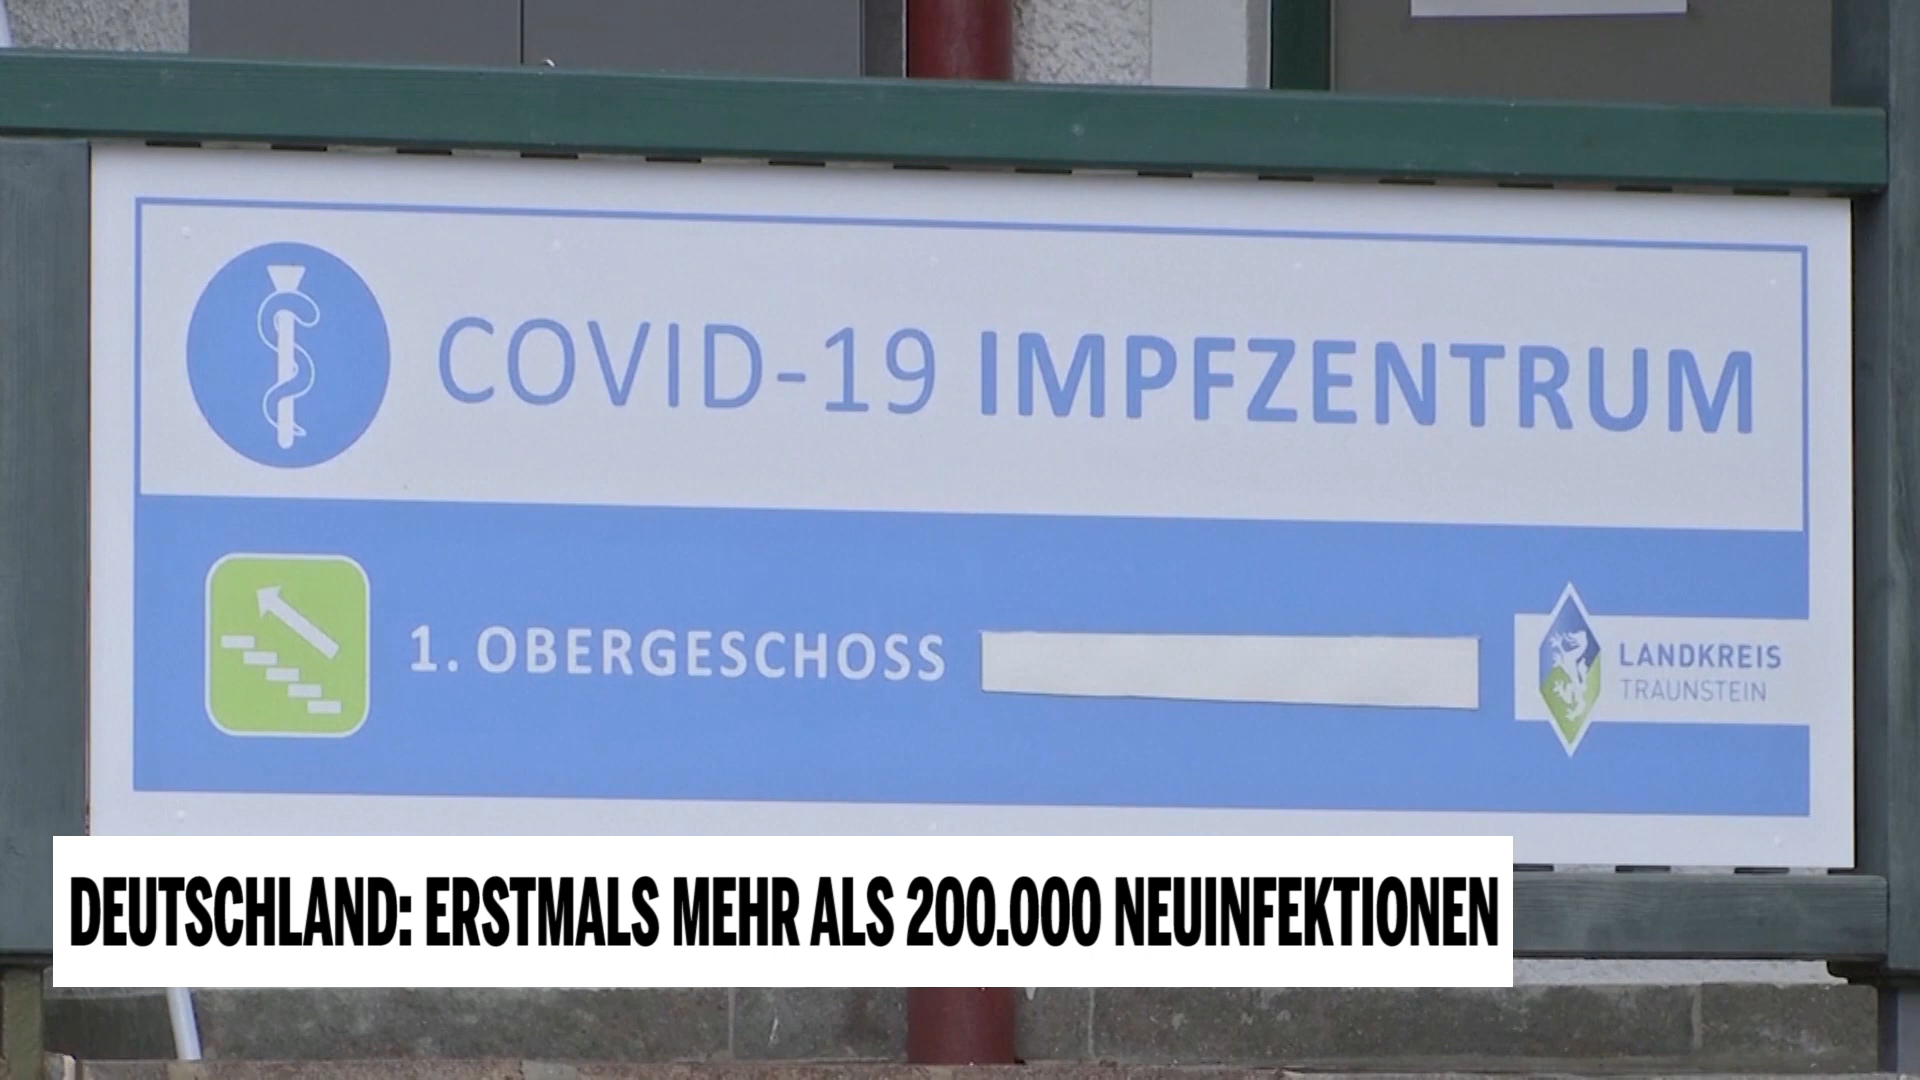 COVID-19 IMPFZENTRUM
1. OBERGESCHOSS
LANDKREIS
TRAUNSTEIN
DEUTSCHLAND: ERSTMALS MEHR ALS 200.000 NEUINFEKTIONEN